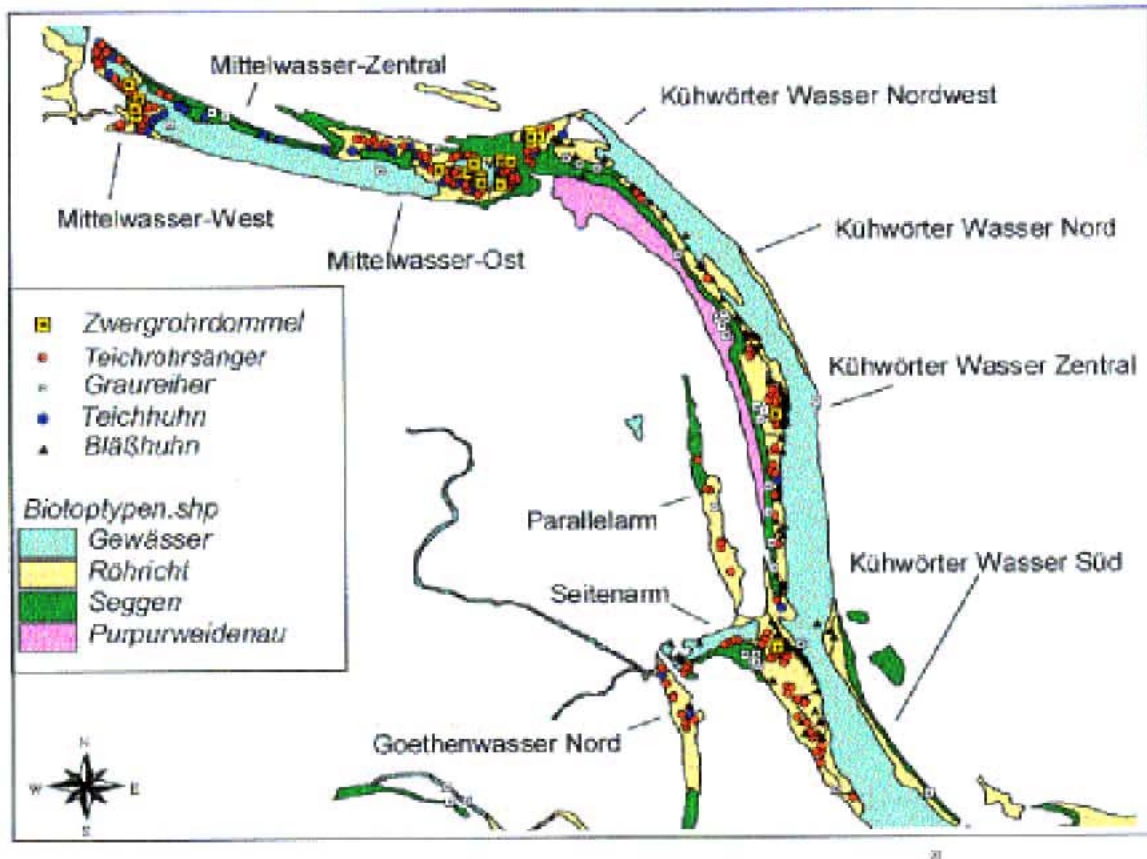 Mittelwasser-Zentral
Kühwörter Wasser Nordwest
Mittelwasser-West
Kühwörter Wasser Nord
Mittelwasser-Ost
Zwergrohrdommel
Teichrohrsänger
Graureiher
Teichhuhn
Bläßhuhn
Kühwörter Wasser Zentral
Biotoptypen.shp
Gewässer
Röhricht
Seggen
Purpurweidenau
Parallelarm
Kühwörter Wasser Süd
Seitenarm
Goethenwasser Nord
N
W E
S